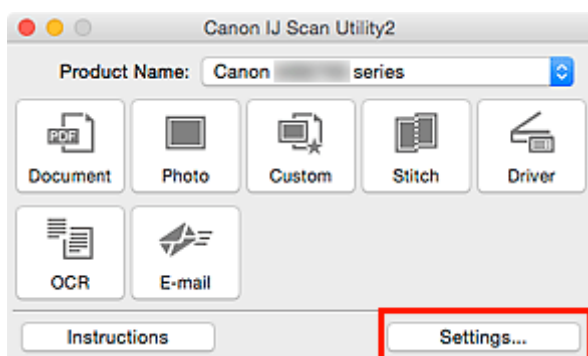 Canon IJ Scan Utility2
Product Name: Canon series
PDF
Document Photo Custom Stitch Driver
OCR E-mail
Instructions Settings...